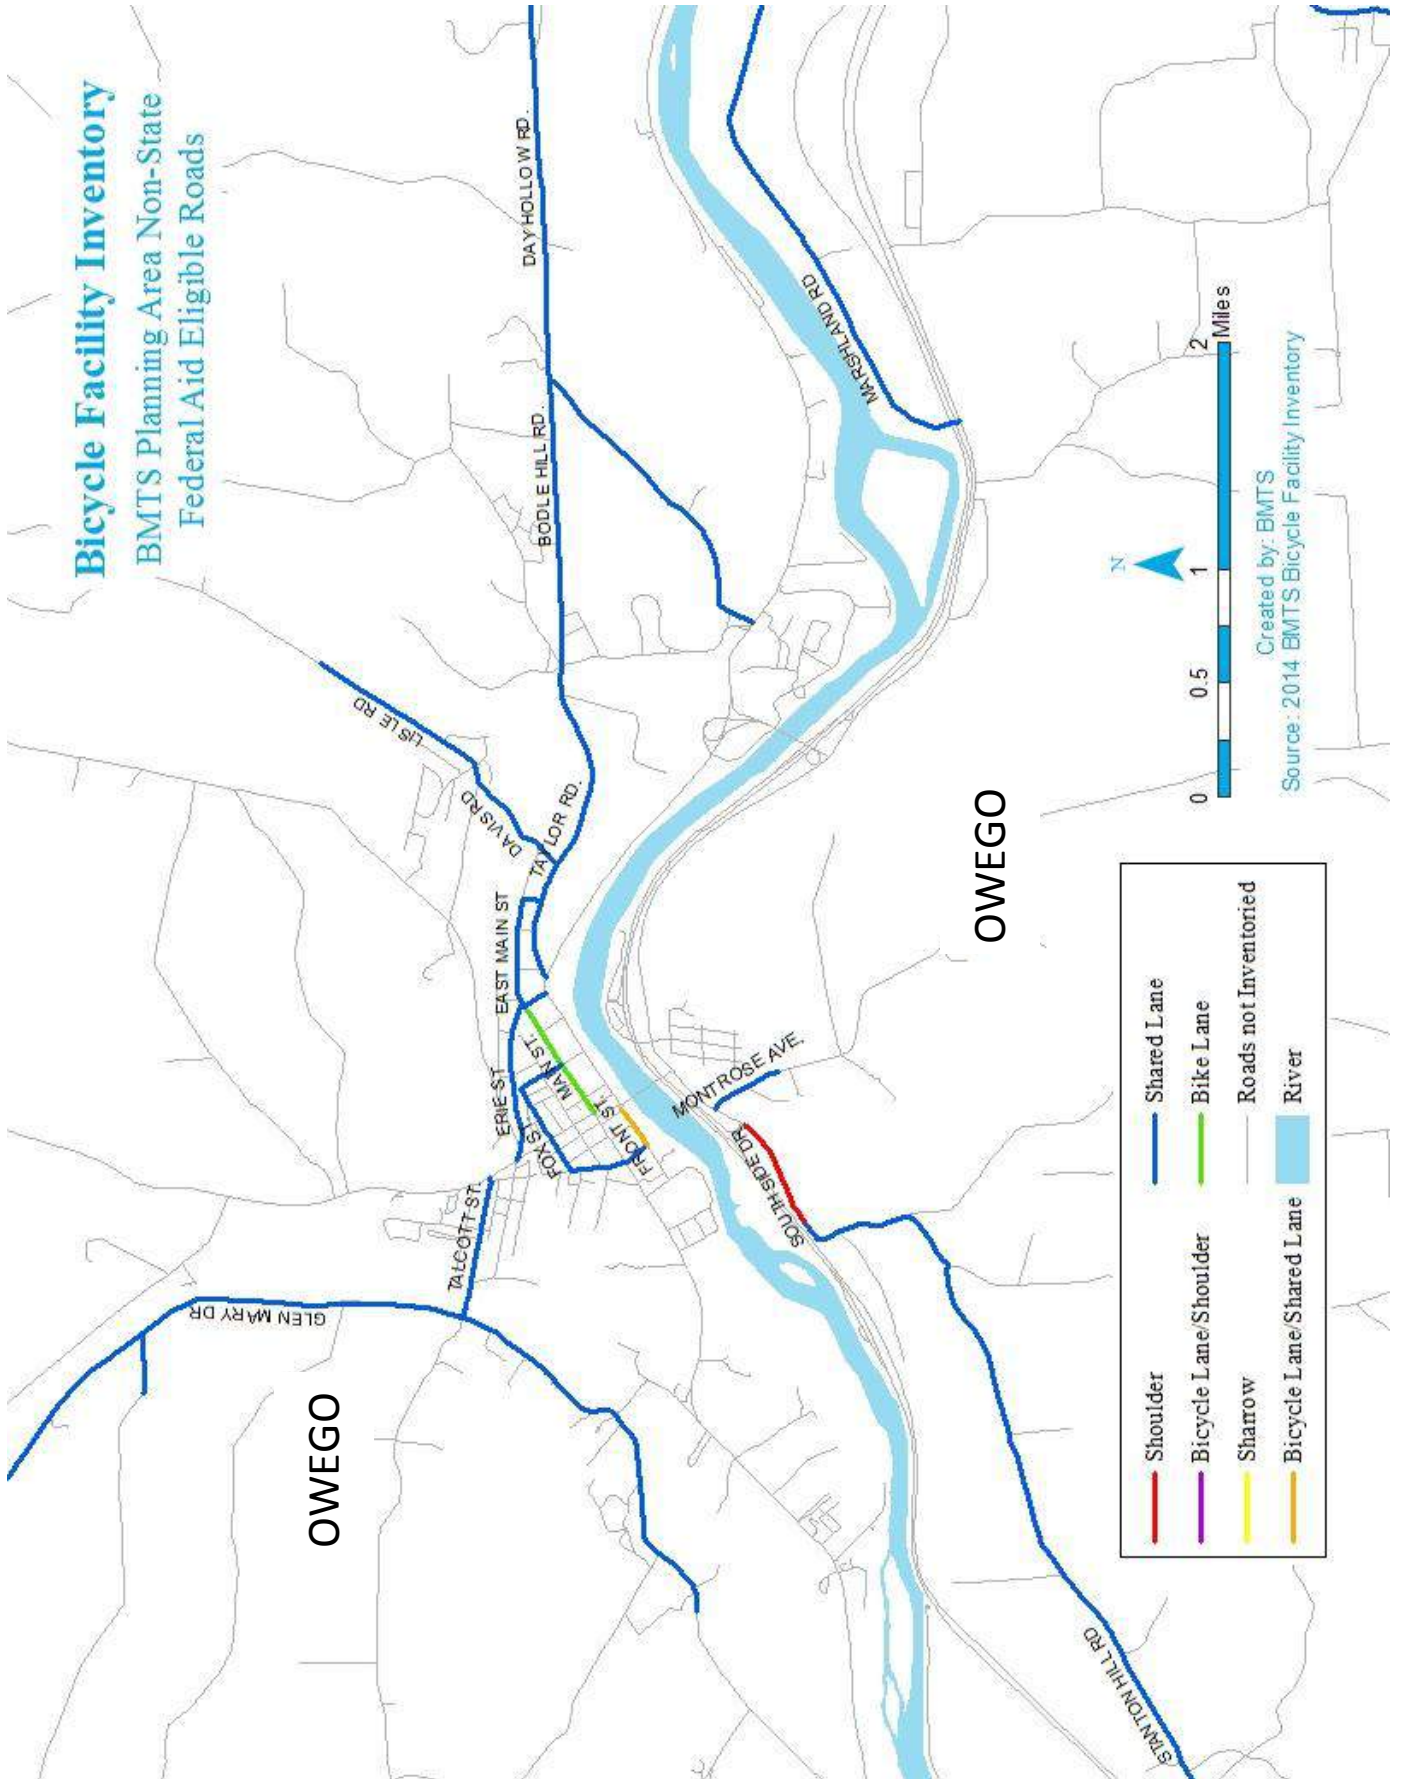 Bicycle Facility Inventory
BMTS Planning Area Non-State
Federal Aid Eligible Roads
GLEN MARY DR
OWEGO
TALCOTT ST.
ERIE ST
EAST MAIN ST
FOX ST.
MAIN ST.
FRONT ST.
LISLE RD
DAVIS RD
TAYLOR RD.
BODLE HILL RD.
DAY HOLLOW RD.
MARSHLAND RD
MONTROSE AVE.
SOUTH SIDE DR
STANTON HILL RD
OWEGO
Shoulder
Shared Lane
Bicycle Lane/Shoulder
Bike Lane
Sharrow
Roads not Inventoried
Bicycle Lane/Shared Lane
River
N
0 0.5 1 2
Miles
Created by: BMTS
Source: 2014 BMTS Bicycle Facility Inventory